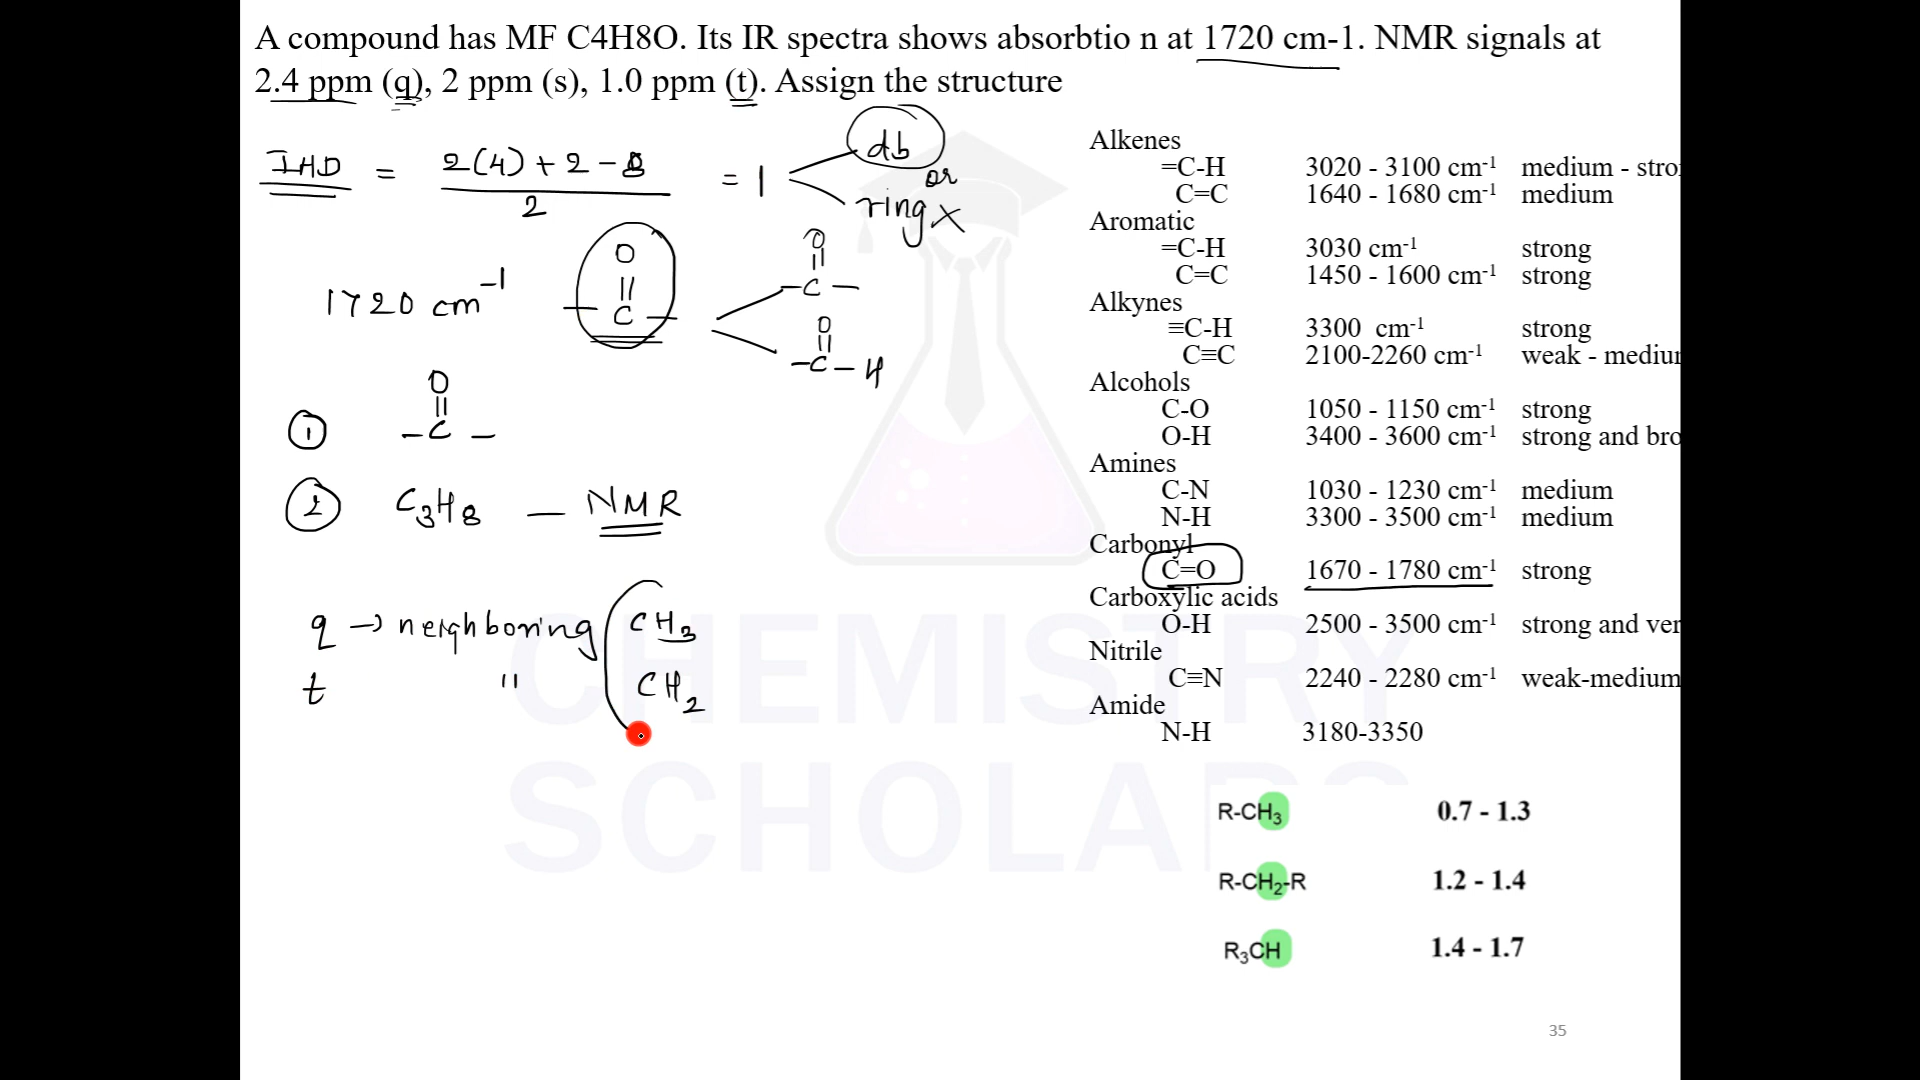 A compound has MF C4H8O. Its IR spectra shows absorbtio n at 1720 cm-1. NMR signals at
2.4 ppm (q), 2 ppm (s), 1.0 ppm (t). Assign the structure
IHD = 2(4) + 2 - 8 / 2 = 1
db
or
ring x
1720 cm⁻¹
O
||
— C —
O
||
— C —
O
||
— C — H
1
O
||
— C —
2 C₃H₈ — NMR
q → neighboring CH₃
t " CH₂
Alkenes
=C-H 3020 - 3100 cm⁻¹ medium - stro
C=C 1640 - 1680 cm⁻¹ medium
Aromatic
=C-H 3030 cm⁻¹ strong
C=C 1450 - 1600 cm⁻¹ strong
Alkynes
≡C-H 3300 cm⁻¹ strong
C≡C 2100-2260 cm⁻¹ weak - mediu
Alcohols
C-O 1050 - 1150 cm⁻¹ strong
O-H 3400 - 3600 cm⁻¹ strong and bro
Amines
C-N 1030 - 1230 cm⁻¹ medium
N-H 3300 - 3500 cm⁻¹ medium
Carbonyl
C=O 1670 - 1780 cm⁻¹ strong
Carboxylic acids
O-H 2500 - 3500 cm⁻¹ strong and ver
Nitrile
C≡N 2240 - 2280 cm⁻¹ weak-medium
Amide
N-H 3180-3350
R-CH₃ 0.7 - 1.3
R-CH₂-R 1.2 - 1.4
R₃CH 1.4 - 1.7
CHEMISTRY
SCHOLARS
35